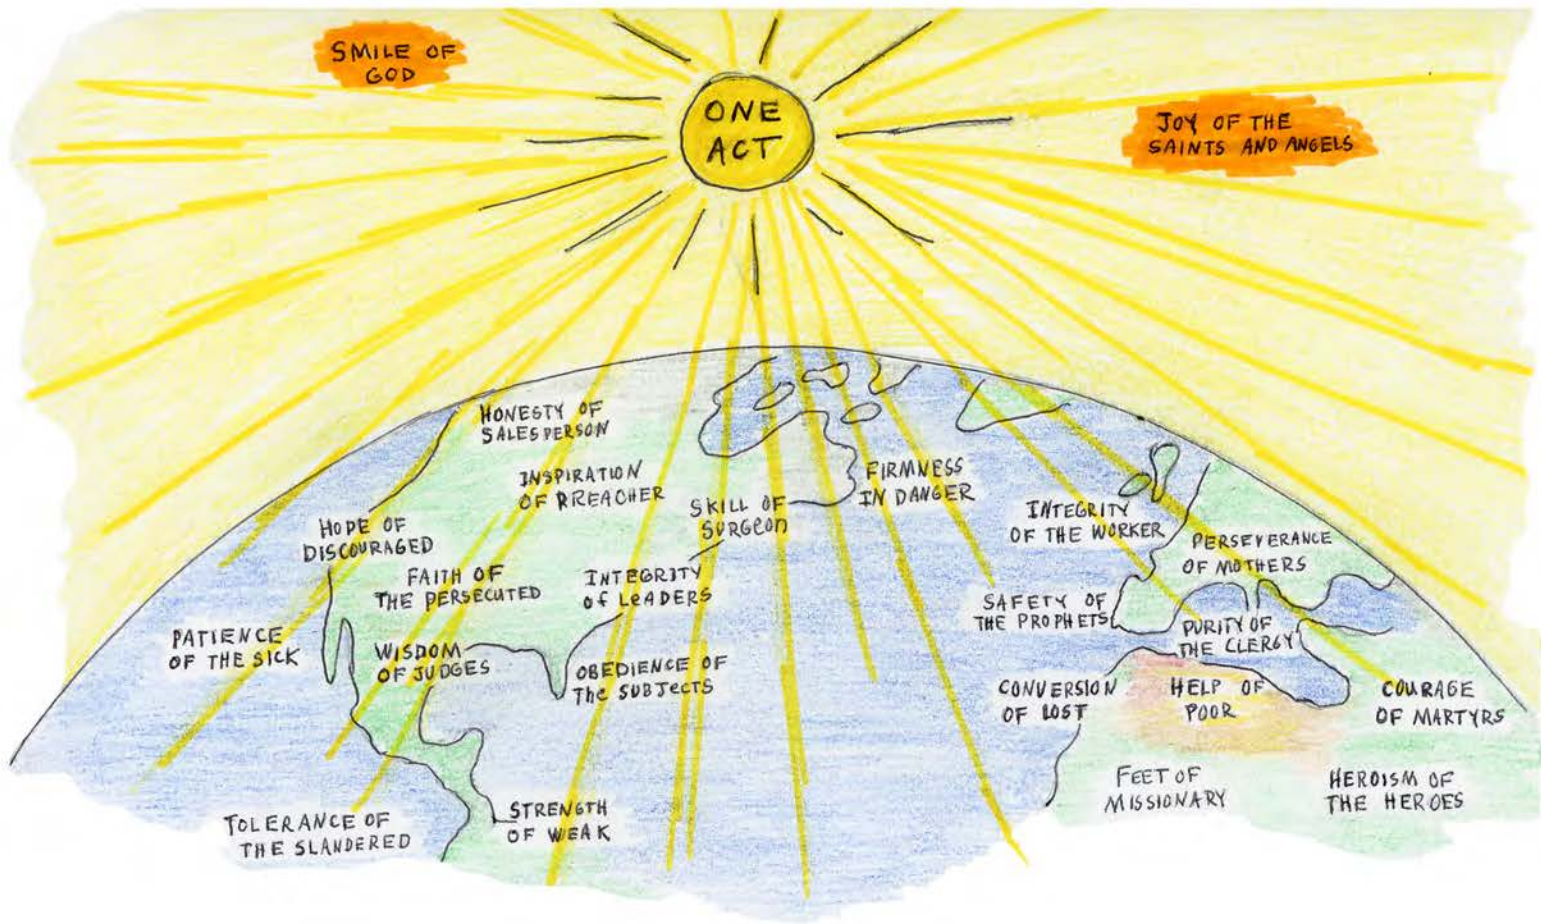 SMILE OF
GOD
ONE
ACT
JOY OF THE
SAINTS AND ANGELS
HONESTY OF
SALESPERSON
INSPIRATION
OF PREACHER
SKILL OF
SURGEON
FIRMNESS
IN DANGER
INTEGRITY
OF THE WORKER
PERSEVERANCE
OF MOTHERS
HOPE OF
DISCOURAGED
FAITH OF
THE PERSECUTED
INTEGRITY
OF LEADERS
SAFETY OF
THE PROPHETS
PURITY OF
THE CLERGY
PATIENCE
OF THE SICK
WISDOM
OF JUDGES
OBEDIENCE OF
The SUBJECTS
CONVERSION
OF LOST
HELP OF
POOR
COURAGE
OF MARTYRS
FEET OF
MISSIONARY
HEROISM OF
THE HEROES
TOLERANCE OF
THE SLANDERED
STRENGTH
OF WEAK